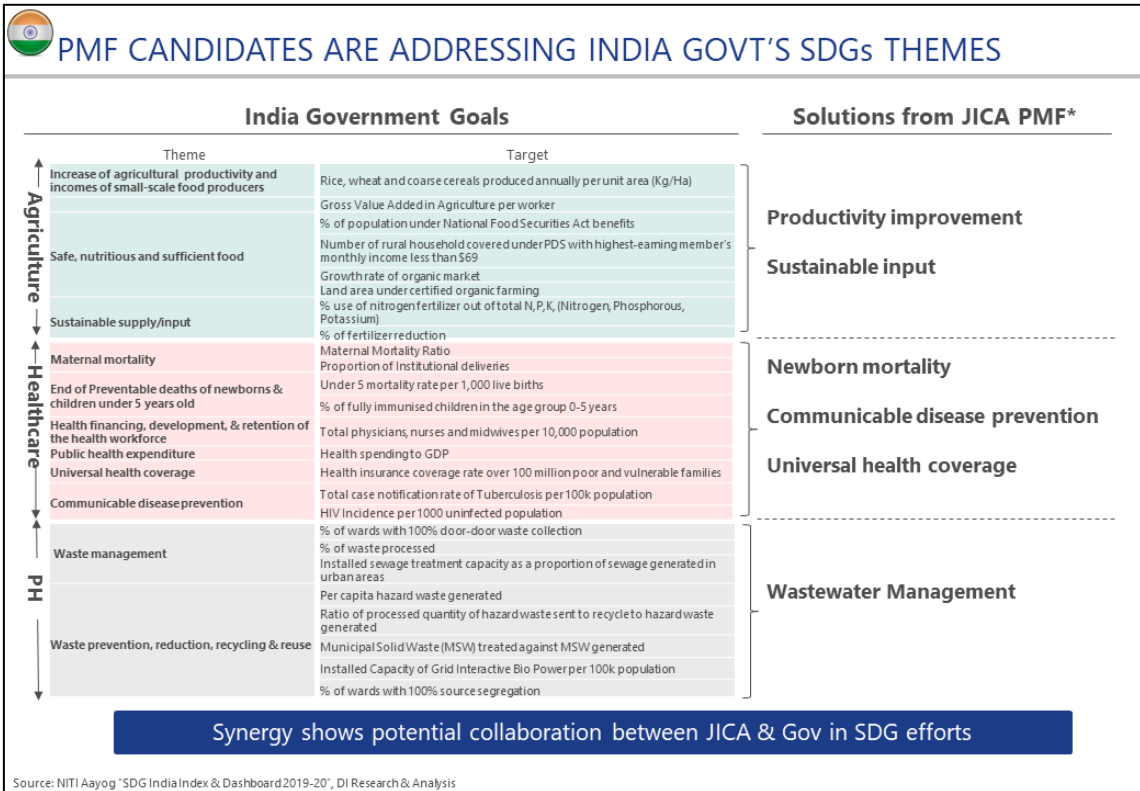 PMF CANDIDATES ARE ADDRESSING INDIA GOVT'S SDGs THEMES
India Government Goals
Solutions from JICA PMF*
Theme
Target
Agriculture
Increase of agricultural productivity and
incomes of small-scale food producers
Rice, wheat and coarse cereals produced annually per unit area (Kg/Ha)
Gross Value Added in Agriculture per worker
Safe, nutritious and sufficient food
% of population under National Food Securities Act benefits
Number of rural household covered under PDS with highest-earning member's
monthly income less than $69
Growth rate of organic market
Land area under certified organic farming
Sustainable supply/input
% use of nitrogen fertilizer out of total N,P,K, (Nitrogen, Phosphorous,
Potassium)
% of fertilizer reduction
Productivity improvement
Sustainable input
Healthcare
Maternal mortality
Maternal Mortality Ratio
Proportion of Institutional deliveries
End of Preventable deaths of newborns &
children under 5 years old
Under 5 mortality rate per 1,000 live births
% of fully immunised children in the age group 0-5 years
Health financing, development, & retention of
the health workforce
Total physicians, nurses and midwives per 10,000 population
Public health expenditure
Health spending to GDP
Universal health coverage
Health insurance coverage rate over 100 million poor and vulnerable families
Communicable disease prevention
Total case notification rate of Tuberculosis per 100k population
HIV Incidence per 1000 uninfected population
Newborn mortality
Communicable disease prevention
Universal health coverage
PH
Waste management
% of wards with 100% door-door waste collection
% of waste processed
Installed sewage treatment capacity as a proportion of sewage generated in
urban areas
Waste prevention, reduction, recycling & reuse
Per capita hazard waste generated
Ratio of processed quantity of hazard waste sent to recycle to hazard waste
generated
Municipal Solid Waste (MSW) treated against MSW generated
Installed Capacity of Grid Interactive Bio Power per 100k population
% of wards with 100% source segregation
Wastewater Management
Synergy shows potential collaboration between JICA & Gov in SDG efforts
Source: NITI Aayog "SDG India Index & Dashboard 2019-20", DI Research & Analysis